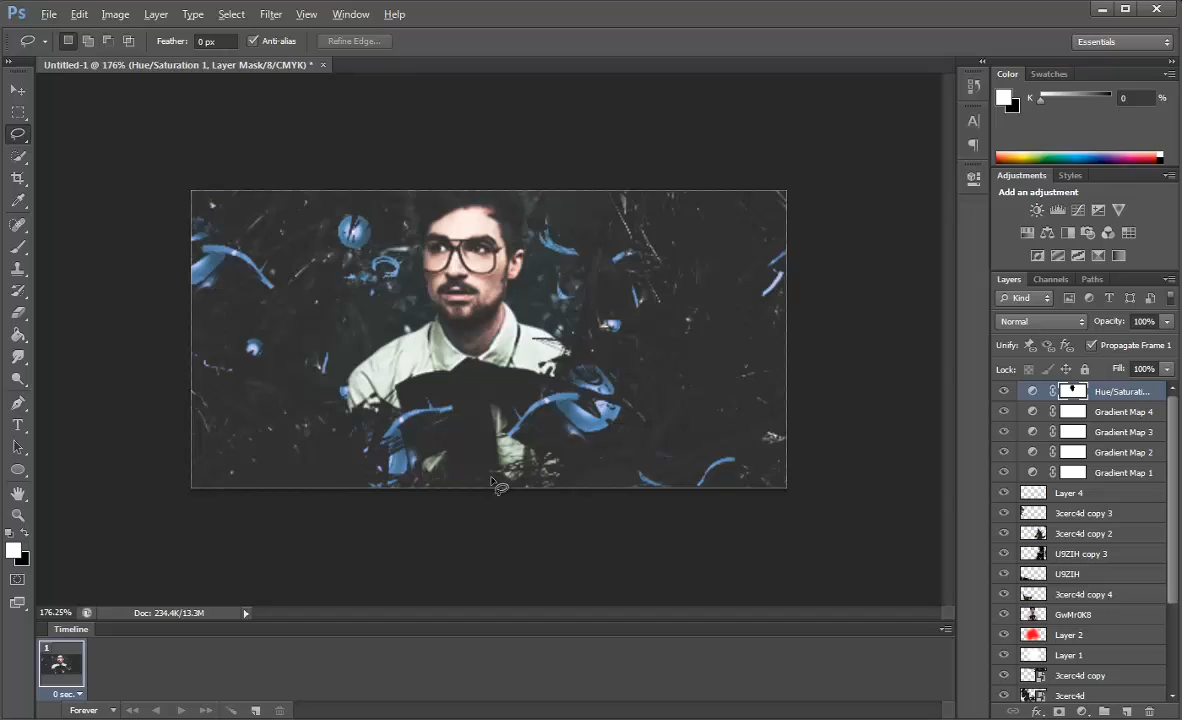 Ps File Edit Image Layer Type Select Filter View Window Help
Feather: 0 px Anti-alias Refine Edge... Essentials
Untitled-1 @ 176% (Hue/Saturation 1, Layer Mask/8/CMYK) * ×
Color Swatches
K 0 %
Adjustments Styles
Add an adjustment
Layers Channels Paths
Kind
Normal Opacity: 100%
Unify: Propagate Frame 1
Lock: Fill: 100%
Hue/Saturati...
Gradient Map 4
Gradient Map 3
Gradient Map 2
Gradient Map 1
Layer 4
3cerc4d copy 3
3cerc4d copy 2
U9ZIH copy 3
U9ZIH
3cerc4d copy 4
GwMr0K8
Layer 2
Layer 1
3cerc4d copy
3cerc4d
176.25% Doc: 234.4K/13.3M
Timeline
1
0 sec.
Forever